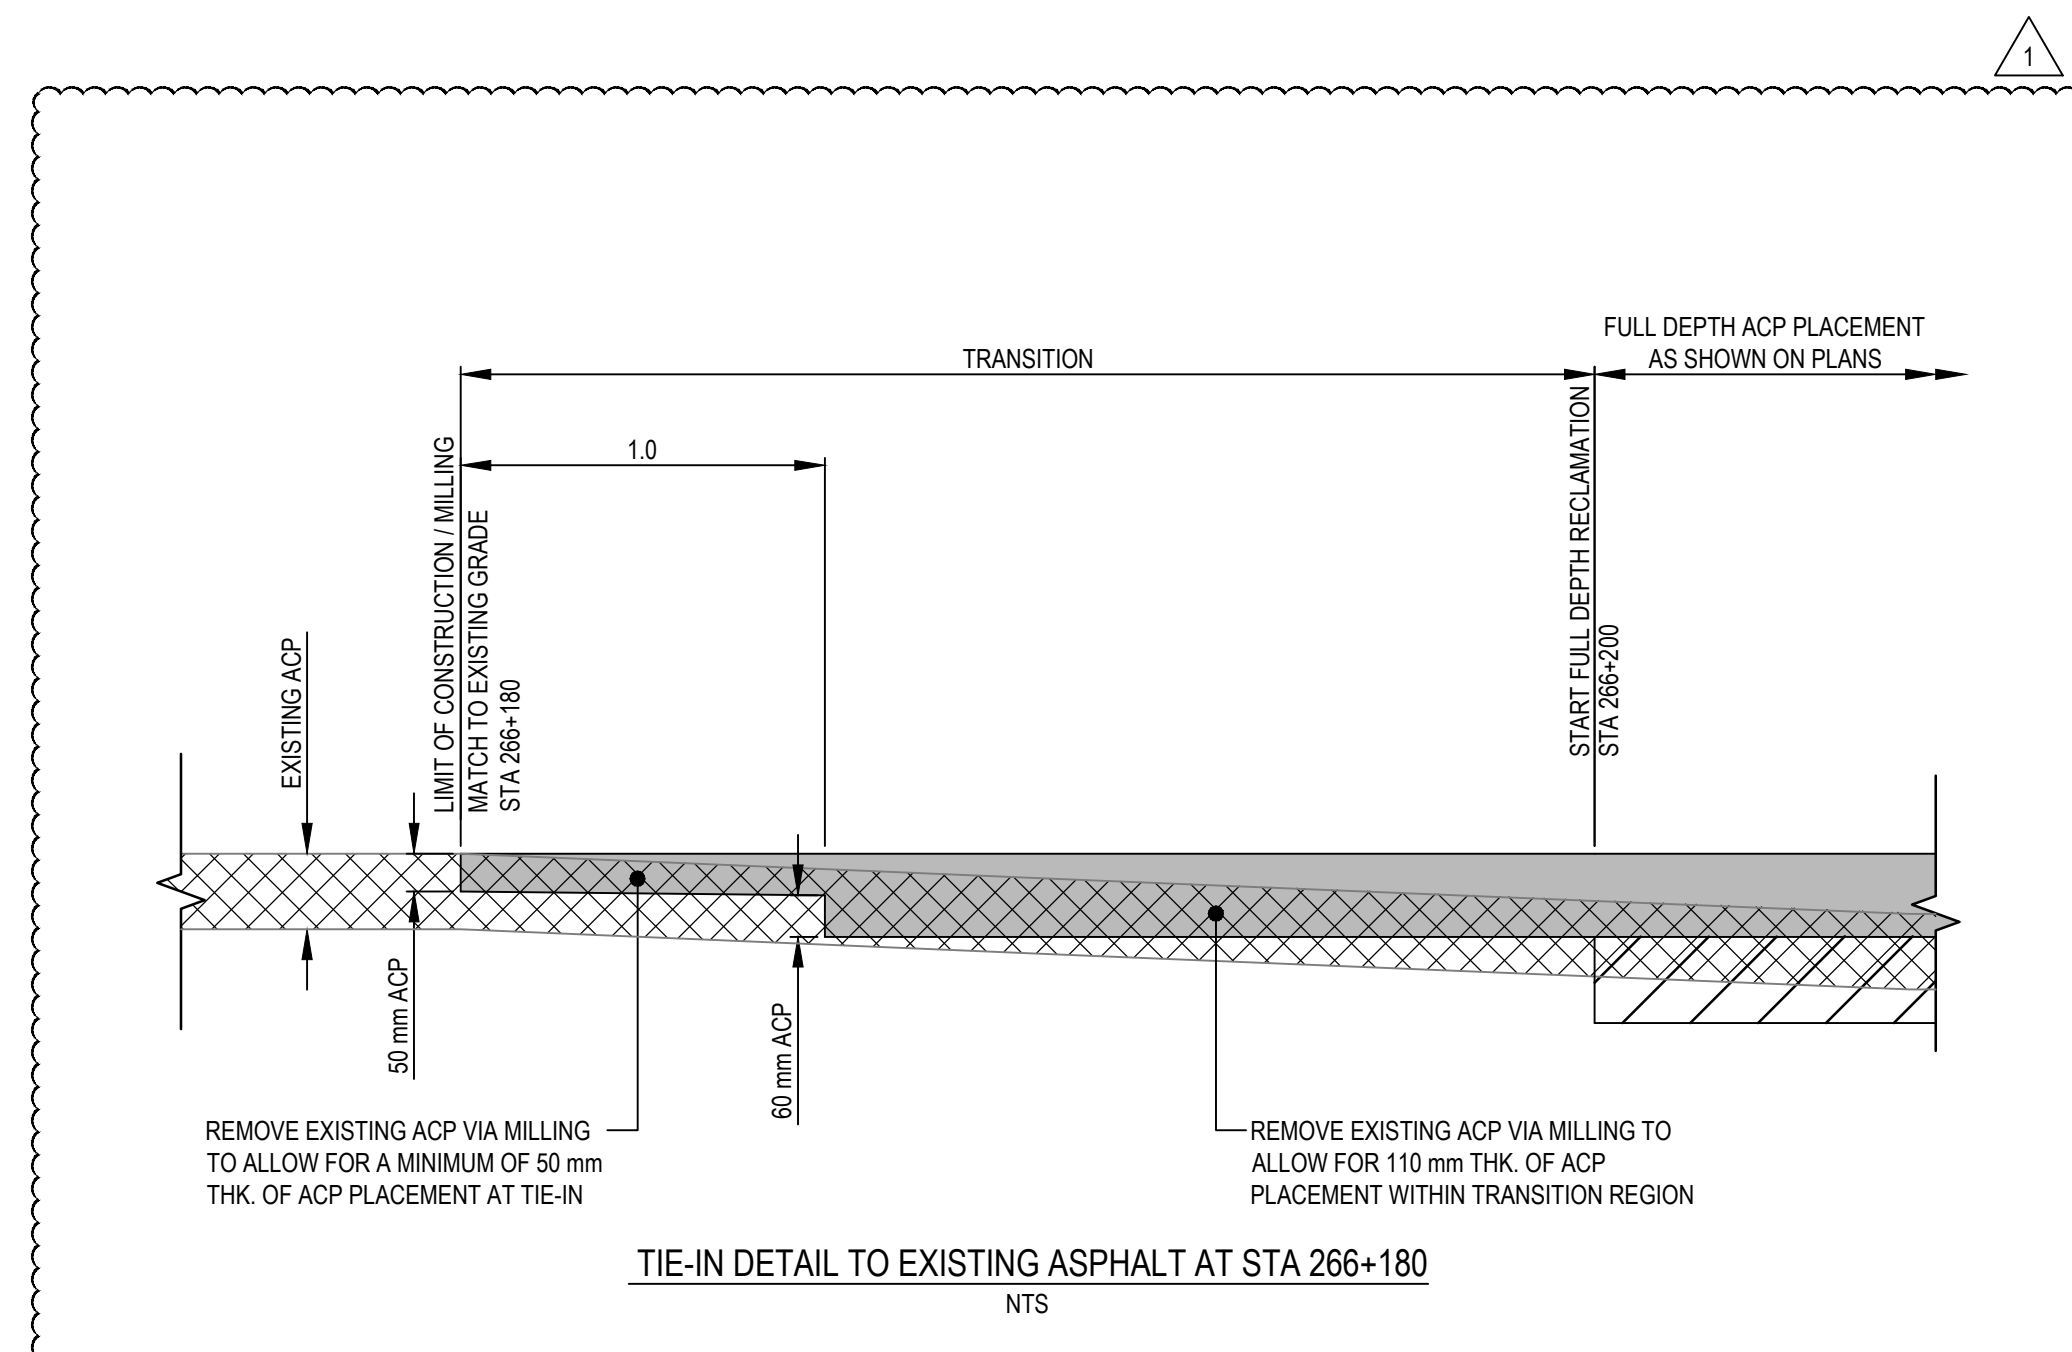 1
FULL DEPTH ACP PLACEMENT
AS SHOWN ON PLANS
TRANSITION
1.0
LIMIT OF CONSTRUCTION / MILLING
MATCH TO EXISTING GRADE
STA 266+180
START FULL DEPTH RECLAMATION
STA 266+200
EXISTING ACP
50 mm ACP
60 mm ACP
REMOVE EXISTING ACP VIA MILLING
TO ALLOW FOR A MINIMUM OF 50 mm
THK. OF ACP PLACEMENT AT TIE-IN
REMOVE EXISTING ACP VIA MILLING TO
ALLOW FOR 110 mm THK. OF ACP
PLACEMENT WITHIN TRANSITION REGION
TIE-IN DETAIL TO EXISTING ASPHALT AT STA 266+180
NTS